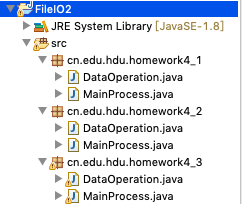 FileIO2
JRE System Library [JavaSE-1.8]
src
cn.edu.hdu.homework4_1
DataOperation.java
MainProcess.java
cn.edu.hdu.homework4_2
DataOperation.java
MainProcess.java
cn.edu.hdu.homework4_3
DataOperation.java
MainProcess.java